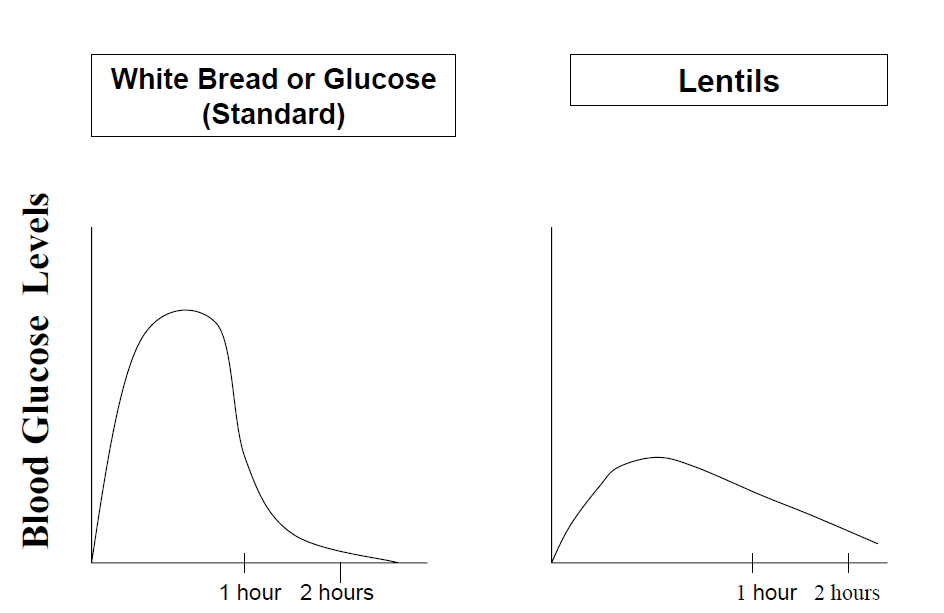 White Bread or Glucose
(Standard)
Lentils
Blood Glucose Levels
1 hour 2 hours
1 hour 2 hours